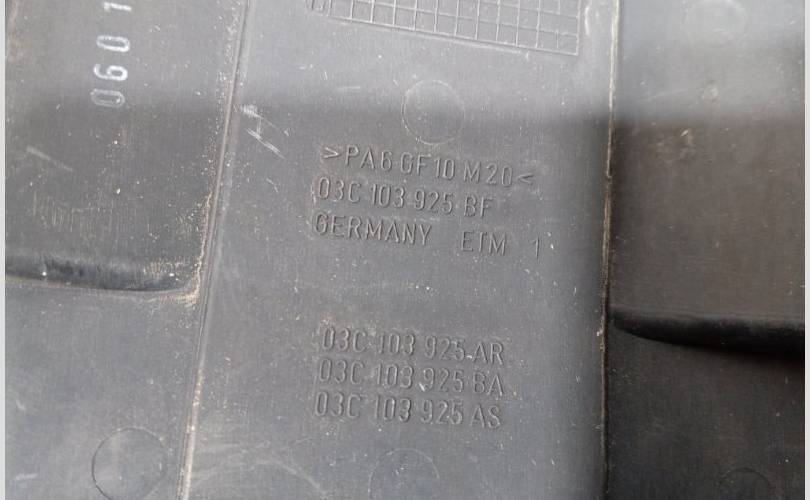 0601
>PA6 GF10 M20<
03C 103 925 BF
GERMANY ETM 1
03C 103 925 AR
03C 103 925 BA
03C 103 925 AS